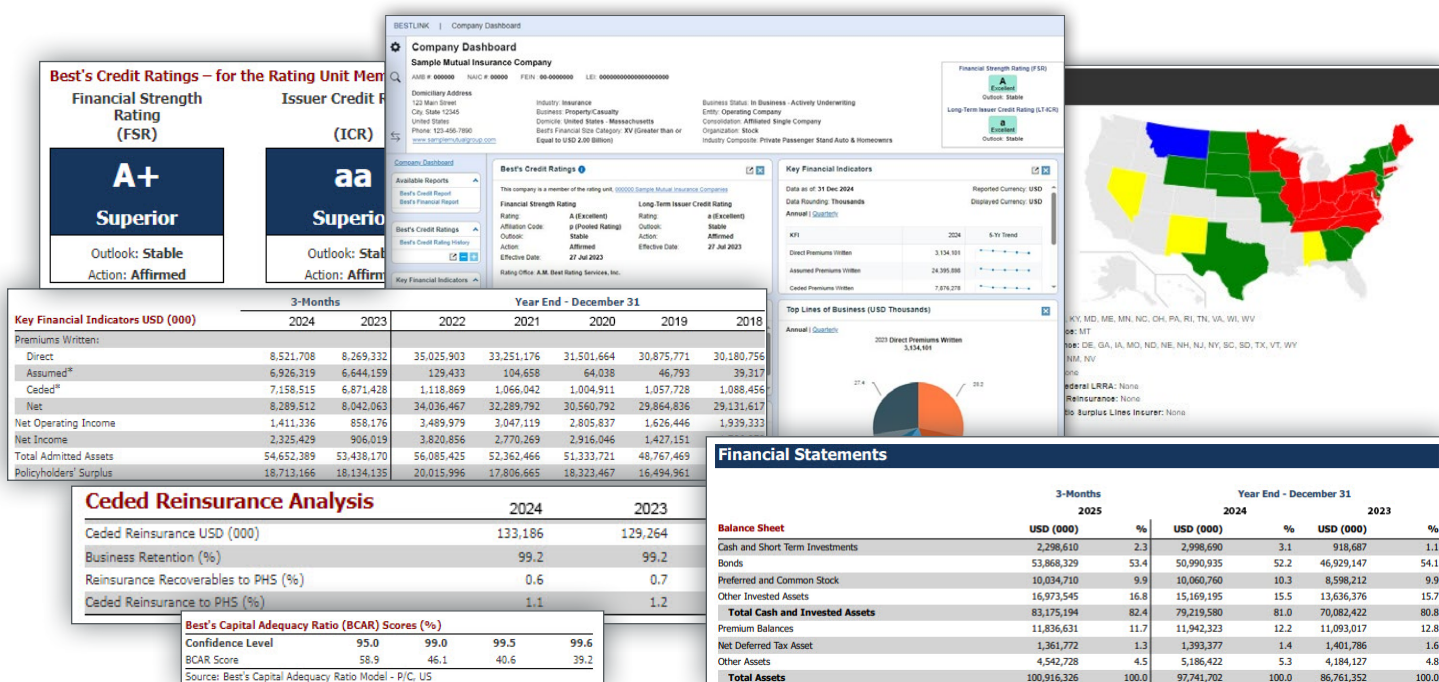 Best's Credit Ratings – for the Rating Unit Mem
Financial Strength Rating (FSR)
A+
Superior
Outlook: Stable
Action: Affirmed
Issuer Credit R
(ICR)
aa
Superio
Outlook: Stab
Action: Affirm
BESTLINK | Company Dashboard
Company Dashboard
Sample Mutual Insurance Company
AMB #: 000000 NAIC #: 00000 FEIN : 00-0000000 LEI: 00000000000000000000
Domiciliary Address
123 Main Street
City, State 12345
United States
Phone: 123-456-7890
www.samplemutualgroup.com
Industry: Insurance
Business: Property/Casualty
Domicile: United States - Massachusetts
Best's Financial Size Category: XV (Greater than or
Equal to USD 2.00 Billion)
Business Status: In Business - Actively Underwriting
Entity: Operating Company
Consolidation: Affiliated Single Company
Organization: Stock
Industry Composite: Private Passenger Stand Auto & Homeowners
Financial Strength Rating (FSR)
A
Excellent
Outlook: Stable
Long-Term Issuer Credit Rating (LT-ICR)
a
Excellent
Outlook: Stable
Company Dashboard
Available Reports
Best's Credit Report
Best's Financial Report
Best's Credit Ratings
Best's Credit Rating History
Key Financial Indicators
Best's Credit Ratings
This company is a member of the rating unit, 000000 Sample Mutual Insurance Companies
Financial Strength Rating
Rating: A (Excellent)
Affiliation Code: p (Pooled Rating)
Outlook: Stable
Action: Affirmed
Effective Date: 27 Jul 2023
Long-Term Issuer Credit Rating
Rating: a (Excellent)
Outlook: Stable
Action: Affirmed
Effective Date: 27 Jul 2023
Rating Office: A.M. Best Rating Services, Inc.
Key Financial Indicators
Data as of: 31 Dec 2024 Reported Currency: USD
Data Rounding: Thousands Displayed Currency: USD
Annual | Quarterly
KFI 2024 5-Yr Trend
Direct Premiums Written 3,134,101
Assumed Premiums Written 24,395,898
Ceded Premiums Written 7,876,278
Top Lines of Business (USD Thousands)
Annual | Quarterly
2023 Direct Premiums Written
3,134,101
27.4
, KY, MD, ME, MN, NC, OH, PA, RI, TN, VA, WI, WV
ce: MT
DE, GA, IA, MO, ND, NE, NH, NJ, NY, SC, SD, TX, VT, WY
NM, NV
one
ederal LRRA: None
Reinsurance: None
tic Surplus Lines Insurer: None
3-Months Year End - December 31
Key Financial Indicators USD (000) 2024 2023 2022 2021 2020 2019 2018
Premiums Written:
Direct 8,521,708 8,269,332 35,025,903 33,251,176 31,501,664 30,875,771 30,180,756
Assumed* 6,926,319 6,644,159 129,433 104,658 64,038 46,793 39,317
Ceded* 7,158,515 6,871,428 1,118,869 1,066,042 1,004,911 1,057,728 1,088,456
Net 8,289,512 8,042,063 34,036,467 32,289,792 30,560,792 29,864,836 29,131,617
Net Operating Income 1,411,336 858,176 3,489,979 3,047,119 2,805,837 1,626,446 1,939,333
Net Income 2,325,429 906,019 3,820,856 2,770,269 2,916,046 1,427,151
Total Admitted Assets 54,652,389 53,438,170 56,085,425 52,362,466 51,333,721 48,767,469
Policyholders' Surplus 18,713,166 18,134,135 20,015,996 17,806,665 18,323,467 16,494,961
Ceded Reinsurance Analysis 2024 2023
Ceded Reinsurance USD (000) 133,186 129,264
Business Retention (%) 99.2 99.2
Reinsurance Recoverables to PHS (%) 0.6 0.7
Ceded Reinsurance to PHS (%) 1.1 1.2
Best's Capital Adequacy Ratio (BCAR) Scores (%)
Confidence Level 95.0 99.0 99.5 99.6
BCAR Score 58.9 46.1 40.6 39.2
Source: Best's Capital Adequacy Ratio Model - P/C, US
Financial Statements
3-Months Year End - December 31
2025 2024 2023
Balance Sheet USD (000) % USD (000) % USD (000) %
Cash and Short Term Investments 2,298,610 2.3 2,998,690 3.1 918,687 1.1
Bonds 53,868,329 53.4 50,990,935 52.2 46,929,147 54.1
Preferred and Common Stock 10,034,710 9.9 10,060,760 10.3 8,598,212 9.9
Other Invested Assets 16,973,545 16.8 15,169,195 15.5 13,636,376 15.7
Total Cash and Invested Assets 83,175,194 82.4 79,219,580 81.0 70,082,422 80.8
Premium Balances 11,836,631 11.7 11,942,323 12.2 11,093,017 12.8
Net Deferred Tax Asset 1,361,772 1.3 1,393,377 1.4 1,401,786 1.6
Other Assets 4,542,728 4.5 5,186,422 5.3 4,184,127 4.8
Total Assets 100,916,326 100.0 97,741,702 100.0 86,761,352 100.0